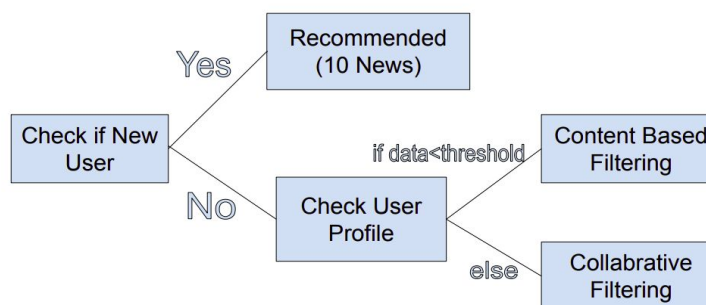 Recommended
(10 News)
Yes
Check if New
User
if data<threshold
Content Based
Filtering
No
Check User
Profile
else
Collabrative
Filtering